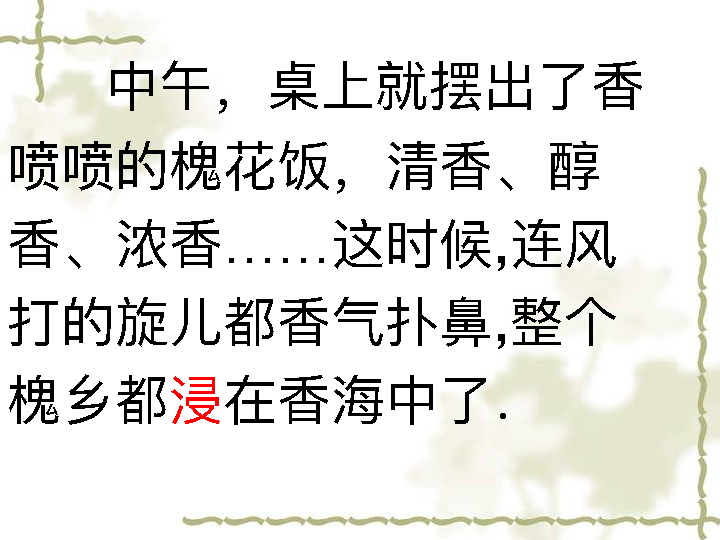 中午，桌上就摆出了香
喷喷的槐花饭，清香、醇
香、浓香……这时候,连风
打的旋儿都香气扑鼻,整个
槐乡都浸在香海中了.